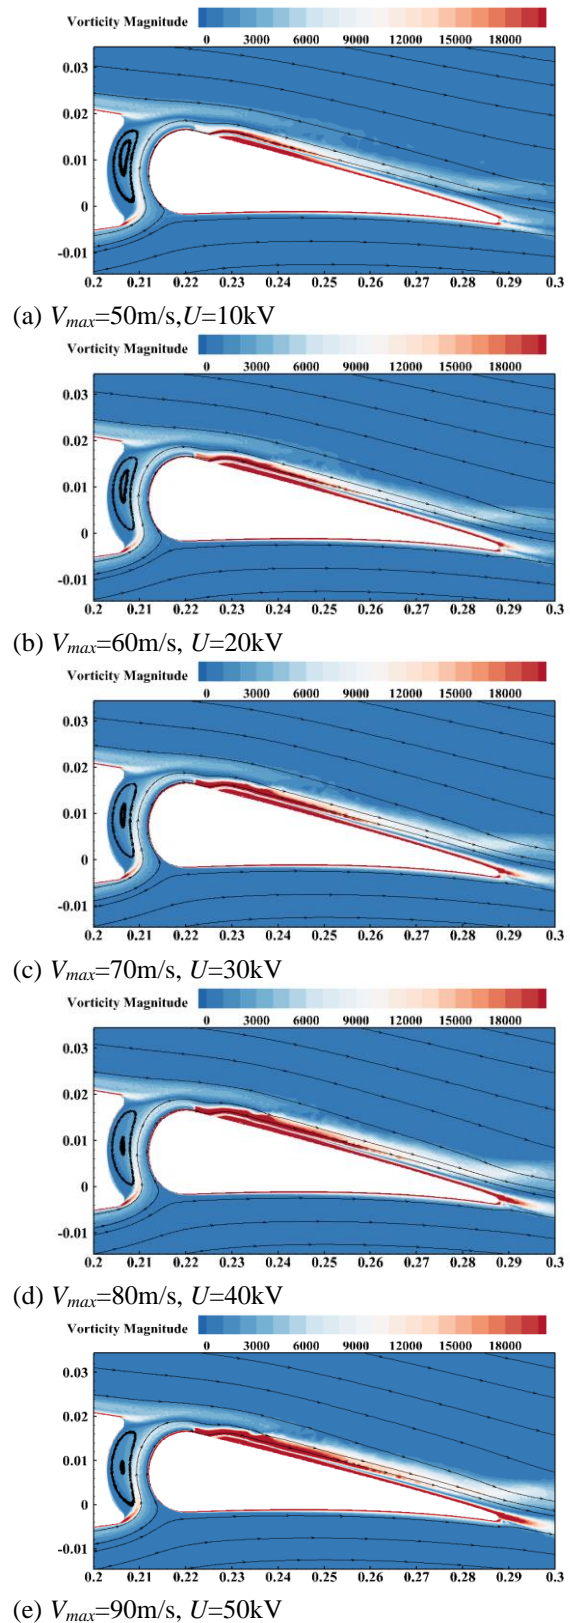 Vorticity Magnitude 0 3000 6000 9000 12000 15000 18000
0.03
0.02
0.01
0
-0.01
0.2 0.21 0.22 0.23 0.24 0.25 0.26 0.27 0.28 0.29 0.3
(a) Vmax=50m/s,U=10kV
Vorticity Magnitude 0 3000 6000 9000 12000 15000 18000
0.03
0.02
0.01
0
-0.01
0.2 0.21 0.22 0.23 0.24 0.25 0.26 0.27 0.28 0.29 0.3
(b) Vmax=60m/s, U=20kV
Vorticity Magnitude 0 3000 6000 9000 12000 15000 18000
0.03
0.02
0.01
0
-0.01
0.2 0.21 0.22 0.23 0.24 0.25 0.26 0.27 0.28 0.29 0.3
(c) Vmax=70m/s, U=30kV
Vorticity Magnitude 0 3000 6000 9000 12000 15000 18000
0.03
0.02
0.01
0
-0.01
0.2 0.21 0.22 0.23 0.24 0.25 0.26 0.27 0.28 0.29 0.3
(d) Vmax=80m/s, U=40kV
Vorticity Magnitude 0 3000 6000 9000 12000 15000 18000
0.03
0.02
0.01
0
-0.01
0.2 0.21 0.22 0.23 0.24 0.25 0.26 0.27 0.28 0.29 0.3
(e) Vmax=90m/s, U=50kV